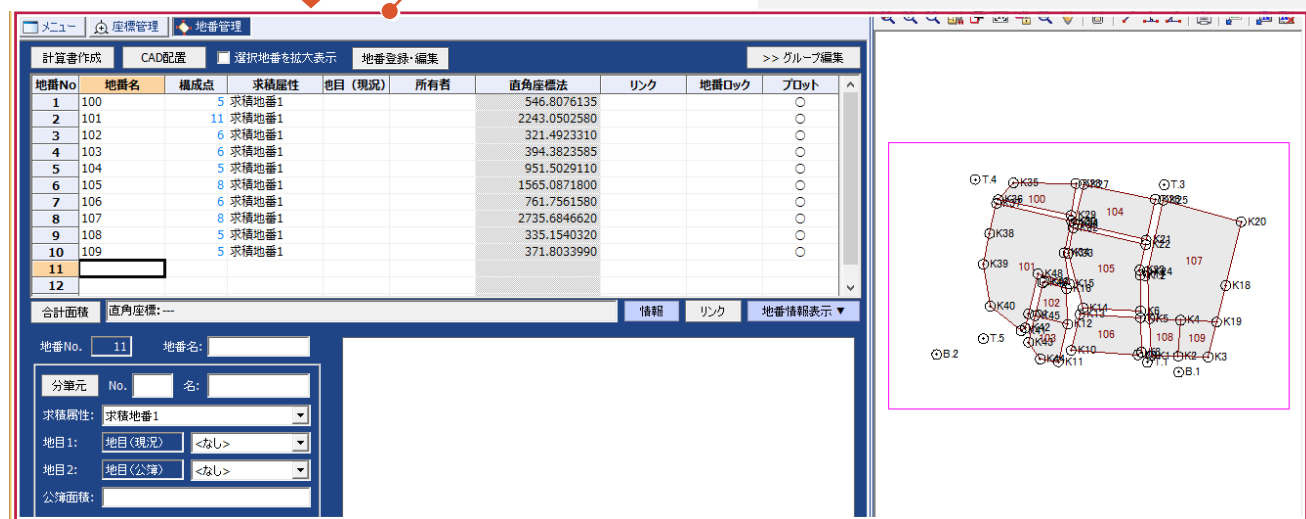 メニュー 座標管理 地番管理
計算書作成 CAD配置 選択地番を拡大表示 地番登録・編集 >> グループ編集
地番No 地番名 構成点 求積属性 地目（現況） 所有者 直角座標法 リンク 地番ロック プロット
1 100 5 求積地番1 546.8076135 ○
2 101 11 求積地番1 2243.0502580 ○
3 102 6 求積地番1 321.4923310 ○
4 103 6 求積地番1 394.3823585 ○
5 104 5 求積地番1 951.5029110 ○
6 105 8 求積地番1 1565.0871800 ○
7 106 6 求積地番1 761.7561580 ○
8 107 8 求積地番1 2735.6846620 ○
9 108 5 求積地番1 335.1540320 ○
10 109 5 求積地番1 371.8033990 ○
11
12
合計面積 直角座標:--- 情報 リンク 地番情報表示 ▼
地番No. 11 地番名:
分筆元 No. 名:
求積属性: 求積地番1
地目1: 地目(現況) <なし>
地目2: 地目(公簿) <なし>
公簿面積:
T.4 K35 T.3
100 104 K20
K29
K38 K21
K22
K39 101 K48 105 107
K15 K18
K40 102 K14
K12 K5 K4 K19
T.5 106 108 109
B.2 K10 K2 K3
K11 T.1 B.1